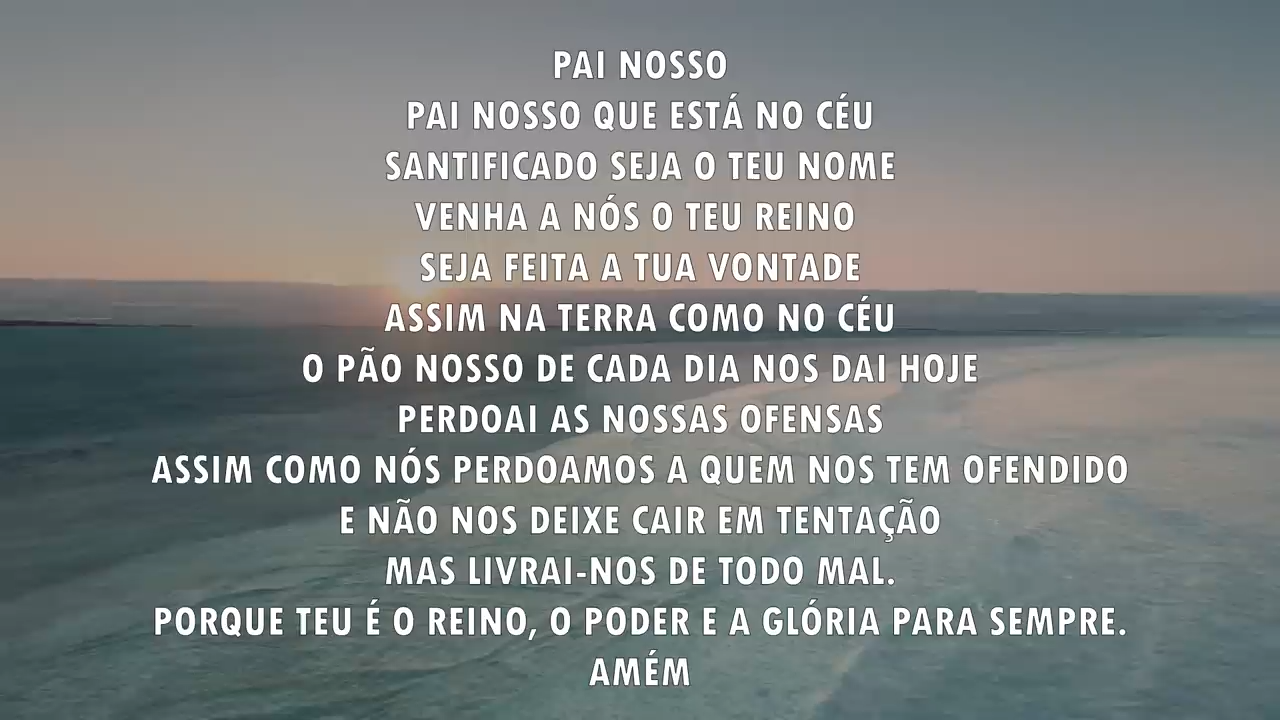 PAI NOSSO
PAI NOSSO QUE ESTÁ NO CÉU
SANTIFICADO SEJA O TEU NOME
VENHA A NÓS O TEU REINO
SEJA FEITA A TUA VONTADE
ASSIM NA TERRA COMO NO CÉU
O PÃO NOSSO DE CADA DIA NOS DAI HOJE
PERDOAI AS NOSSAS OFENSAS
ASSIM COMO NÓS PERDOAMOS A QUEM NOS TEM OFENDIDO
E NÃO NOS DEIXE CAIR EM TENTAÇÃO
MAS LIVRAI-NOS DE TODO MAL.
PORQUE TEU É O REINO, O PODER E A GLÓRIA PARA SEMPRE.
AMÉM